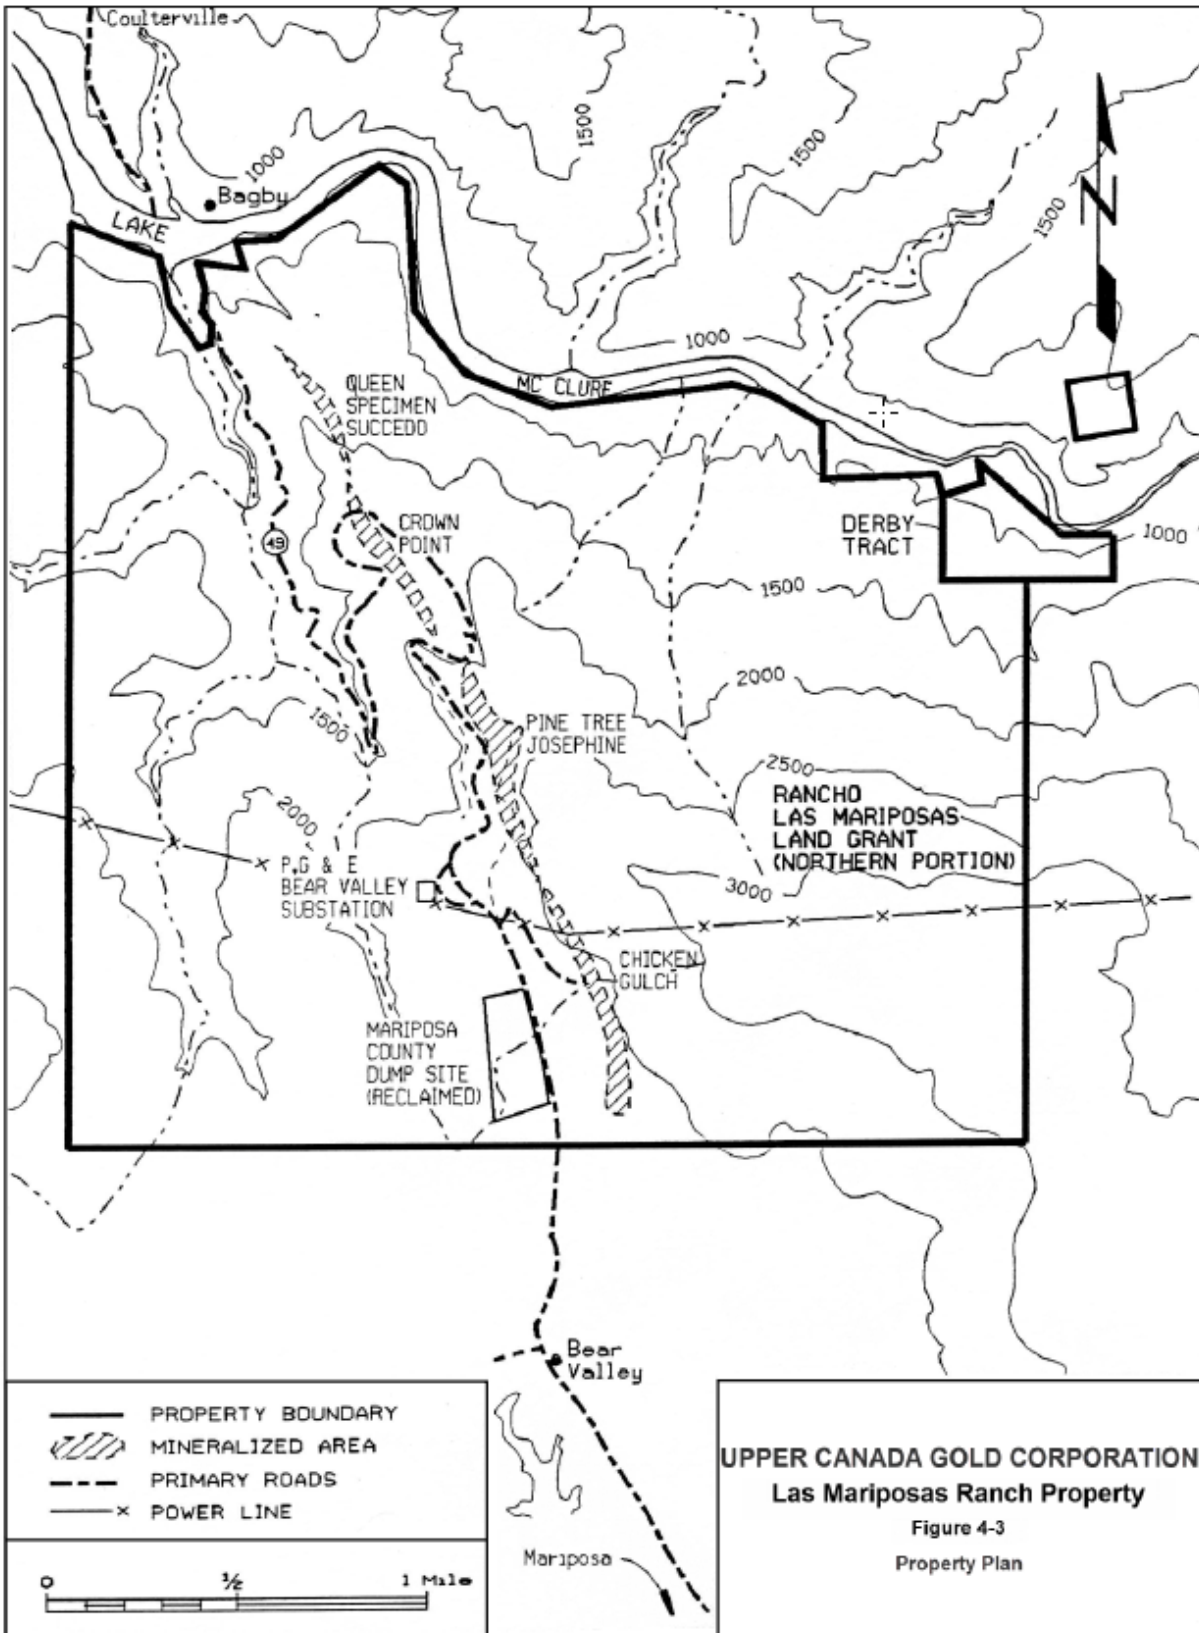 Coulterville
1500
1500
1000
Bagby
N
1500
LAKE
1000
QUEEN
SPECIMEN
SUCCEDD
MC CLURE
CROWN
POINT
DERBY
TRACT
1000
49
1500
2000
1500
PINE TREE
JOSEPHINE
2500
RANCHO
LAS MARIPOSAS
LAND GRANT
(NORTHERN PORTION)
2000
P.G & E
BEAR VALLEY
SUBSTATION
3000
CHICKEN
GULCH
MARIPOSA
COUNTY
DUMP SITE
(RECLAIMED)
Bear
Valley
PROPERTY BOUNDARY
MINERALIZED AREA
PRIMARY ROADS
POWER LINE
0 ½ 1 Mile
Mariposa
UPPER CANADA GOLD CORPORATION
Las Mariposas Ranch Property
Figure 4-3
Property Plan